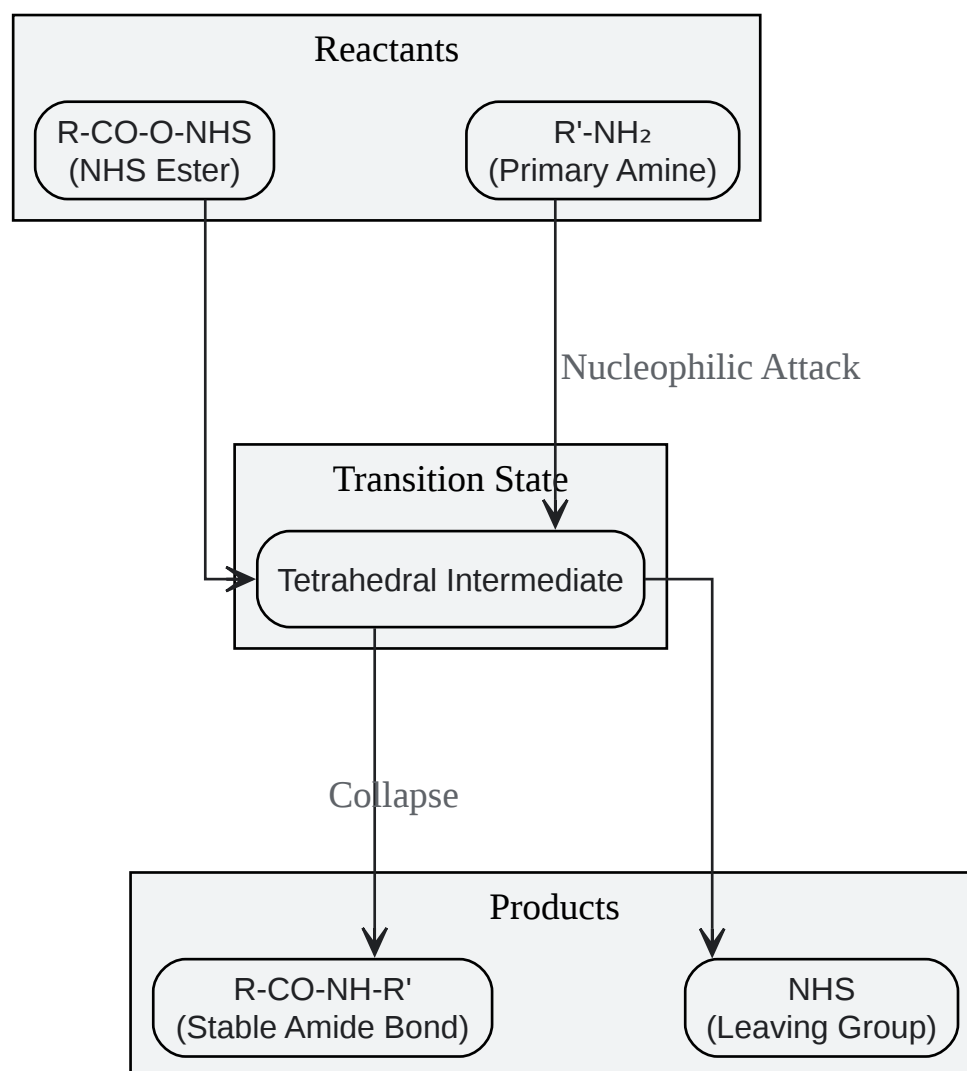 Reactants
R-CO-O-NHS
(NHS Ester)
R'-NH₂
(Primary Amine)
Nucleophilic Attack
Transition State
Tetrahedral Intermediate
Collapse
Products
R-CO-NH-R'
(Stable Amide Bond)
NHS
(Leaving Group)